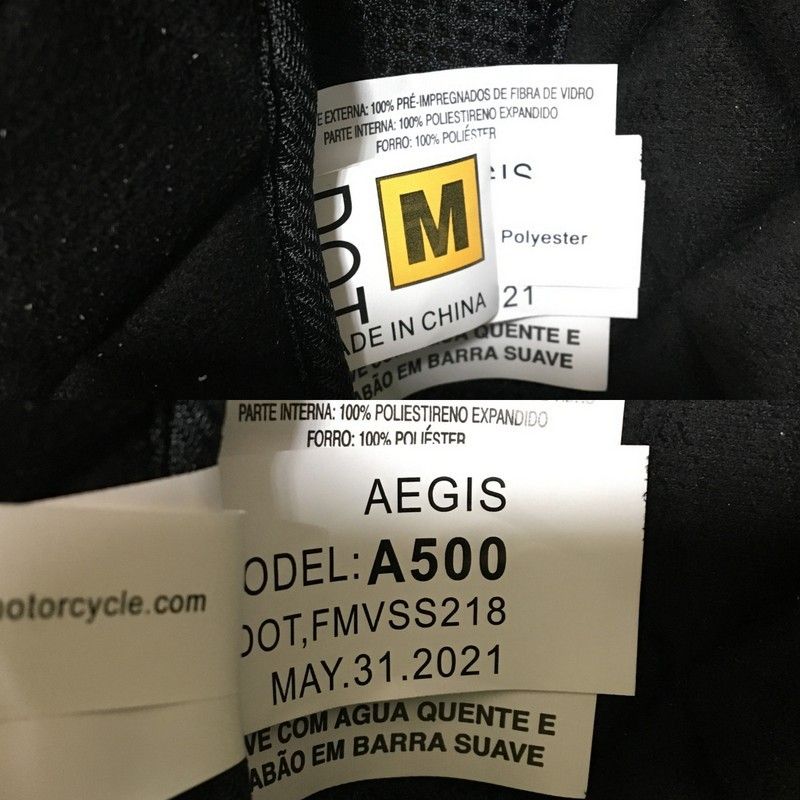 E EXTERNA: 100% PRÉ-IMPREGNADOS DE FIBRA DE VIDRO
PARTE INTERNA: 100% POLIESTIRENO EXPANDIDO
FORRO: 100% POLIÉSTER
DOT
M
Polyester
21
ADE IN CHINA
QUENTE E
ABÃO EM BARRA SUAVE
PARTE INTERNA: 100% POLIESTIRENO EXPANDIDO
FORRO: 100% POLIÉSTER
AEGIS
ODEL: A500
DOT,FMVSS218
MAY.31.2021
otorcycle.com
VE COM AGUA QUENTE E
ABÃO EM BARRA SUAVE